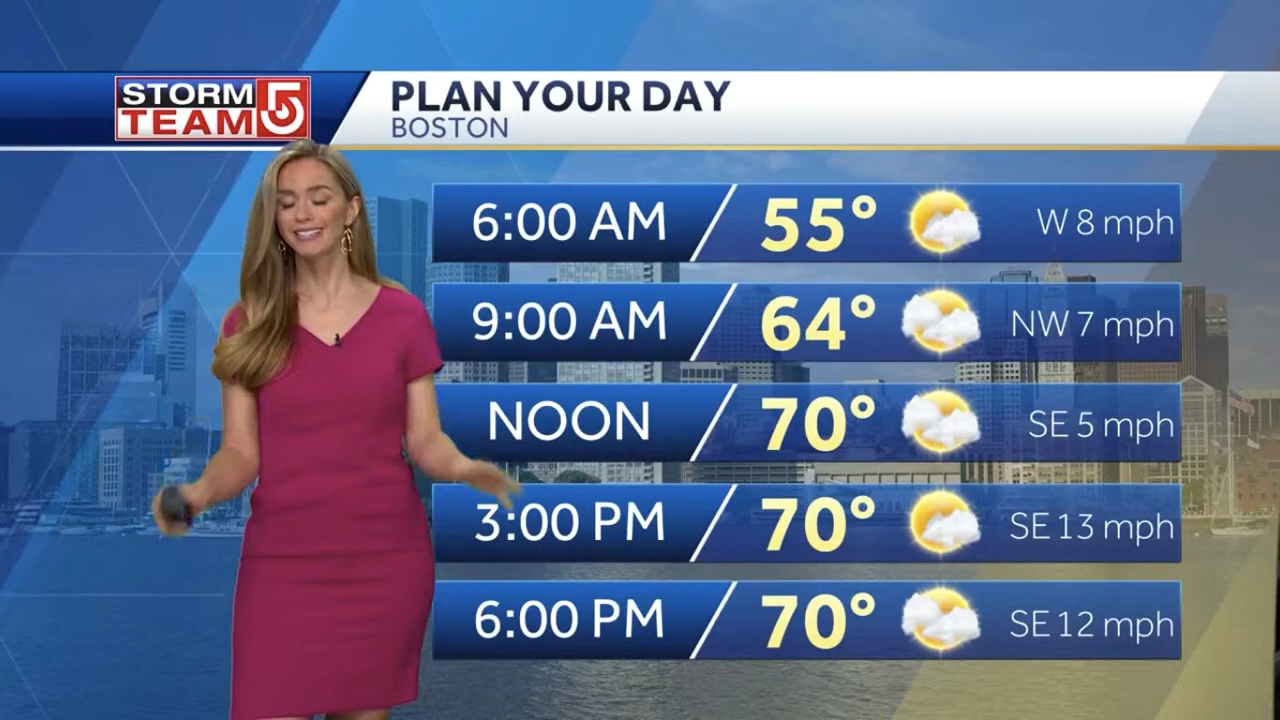 STORM
TEAM 5
PLAN YOUR DAY
BOSTON
6:00 AM 55° W 8 mph
9:00 AM 64° NW 7 mph
NOON 70° SE 5 mph
3:00 PM 70° SE 13 mph
6:00 PM 70° SE 12 mph